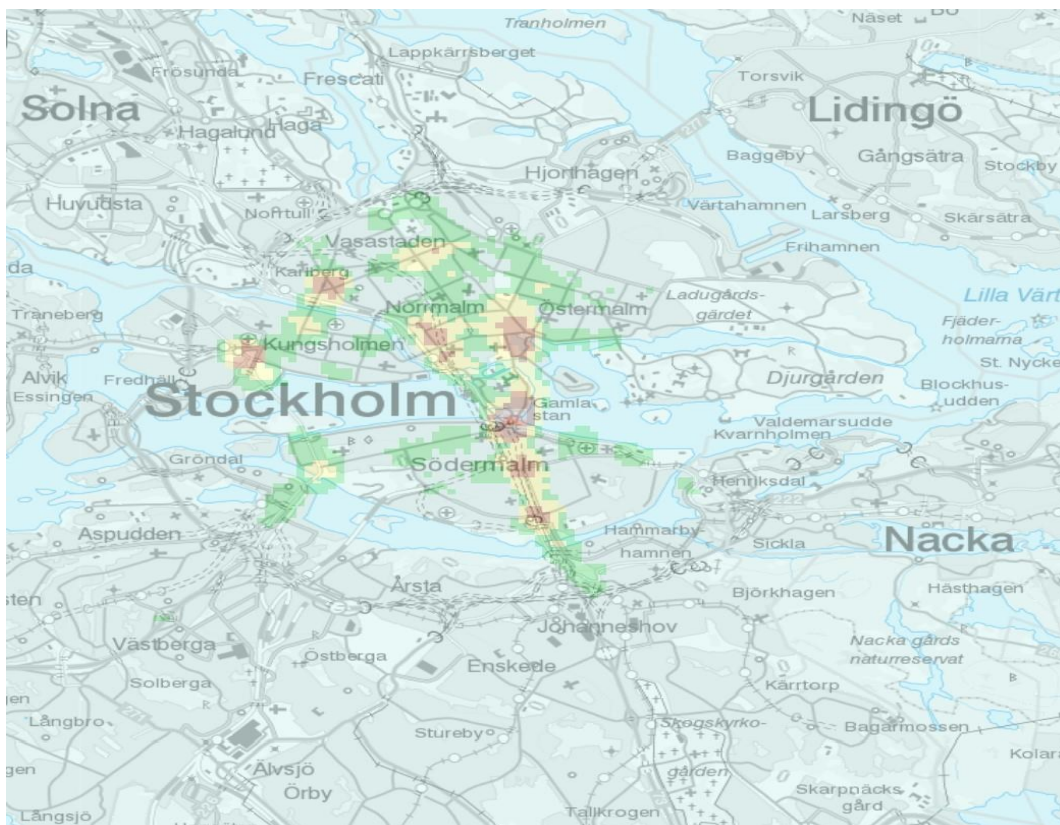 Näset
Tranholmen
Lappkärrsberget
Frösunda
Frescati
Torsvik
Solna
Lidingö
Haga
Hagalund
Baggeby
Gångsätra
Stockby
Hjorthagen
Huvudsta
Norrtull
Värtahamnen
Larsberg
Skärsätra
Vasastaden
Frihamnen
Karlberg
Ladugårds-
gärdet
Lilla Värt
Norrmalm
Östermalm
Traneberg
Fjäder-
holmarna
Kungsholmen
St. Nycke
Alvik
Fredhäll
Essingen
Djurgården
Blockhus-
udden
Stockholm
Gamla
stan
Valdemarsudde
Kvarnholmen
Gröndal
Södermalm
Henriksdal
222
Aspudden
Hammarby-
hamnen
Sickla
Nacka
Årsta
Björkhagen
Hästhagen
Västberga
Johanneshov
Östberga
Enskede
Nacka gårds
naturreservat
Solberga
Kärrtorp
Långbro
Stureby
Skogskyrko-
gården
Bagarmossen
Kolara
Älvsjö
Örby
Skarpnäcks
gård
Långsjö
Tallkrogen